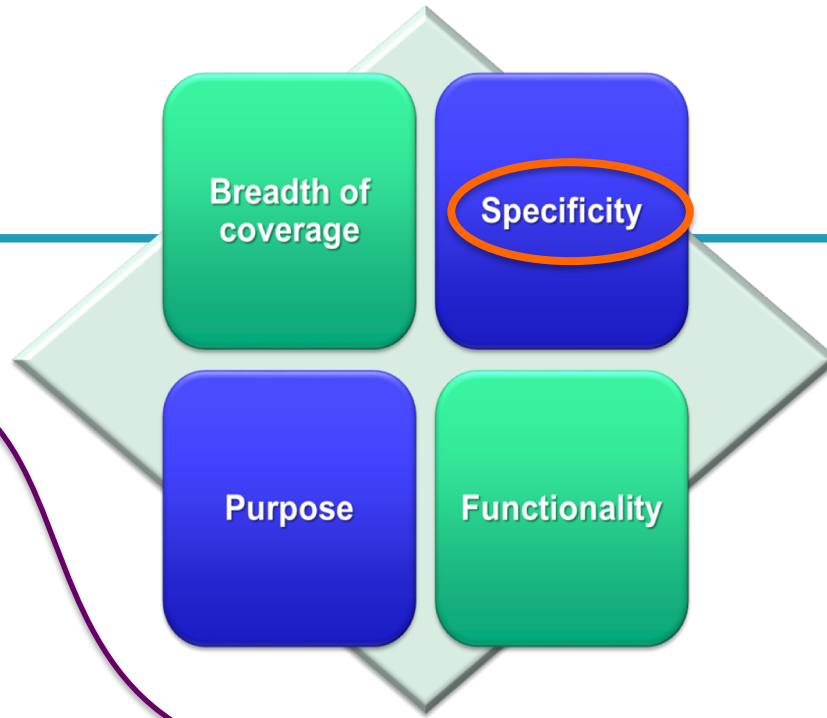 Breadth of
coverage
Specificity
Purpose
Functionality